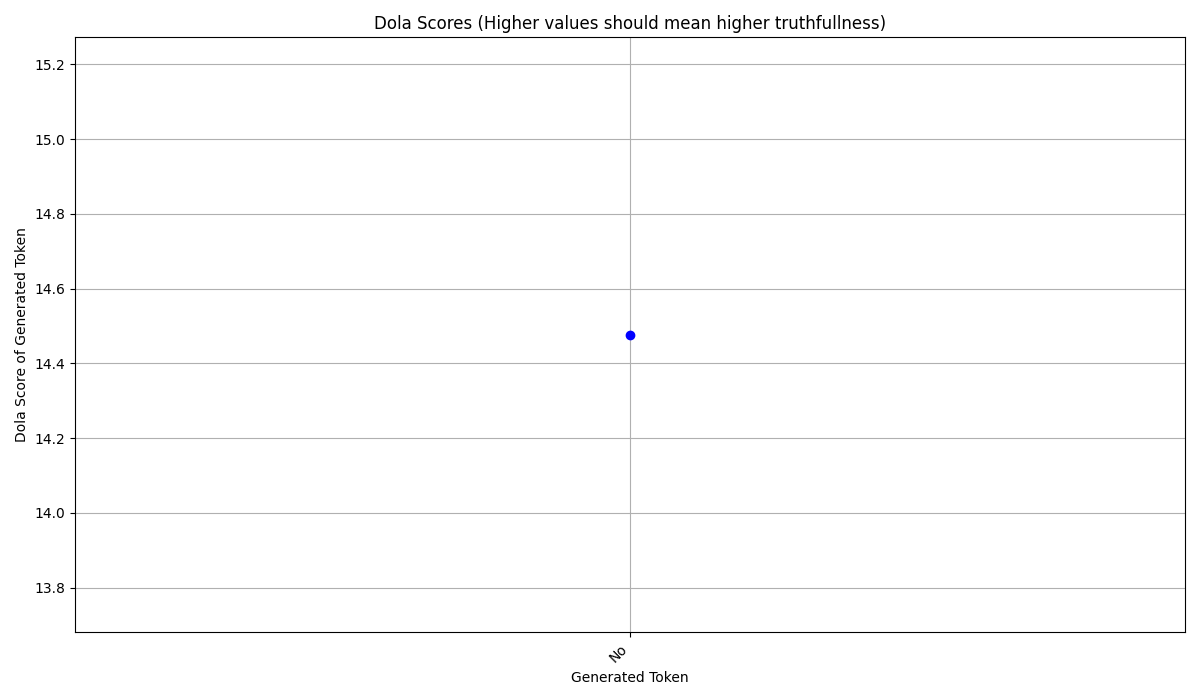 Dola Scores (Higher values should mean higher truthfullness)
15.2
15.0
14.8
14.6
14.4
14.2
14.0
13.8
Dola Score of Generated Token
No
Generated Token